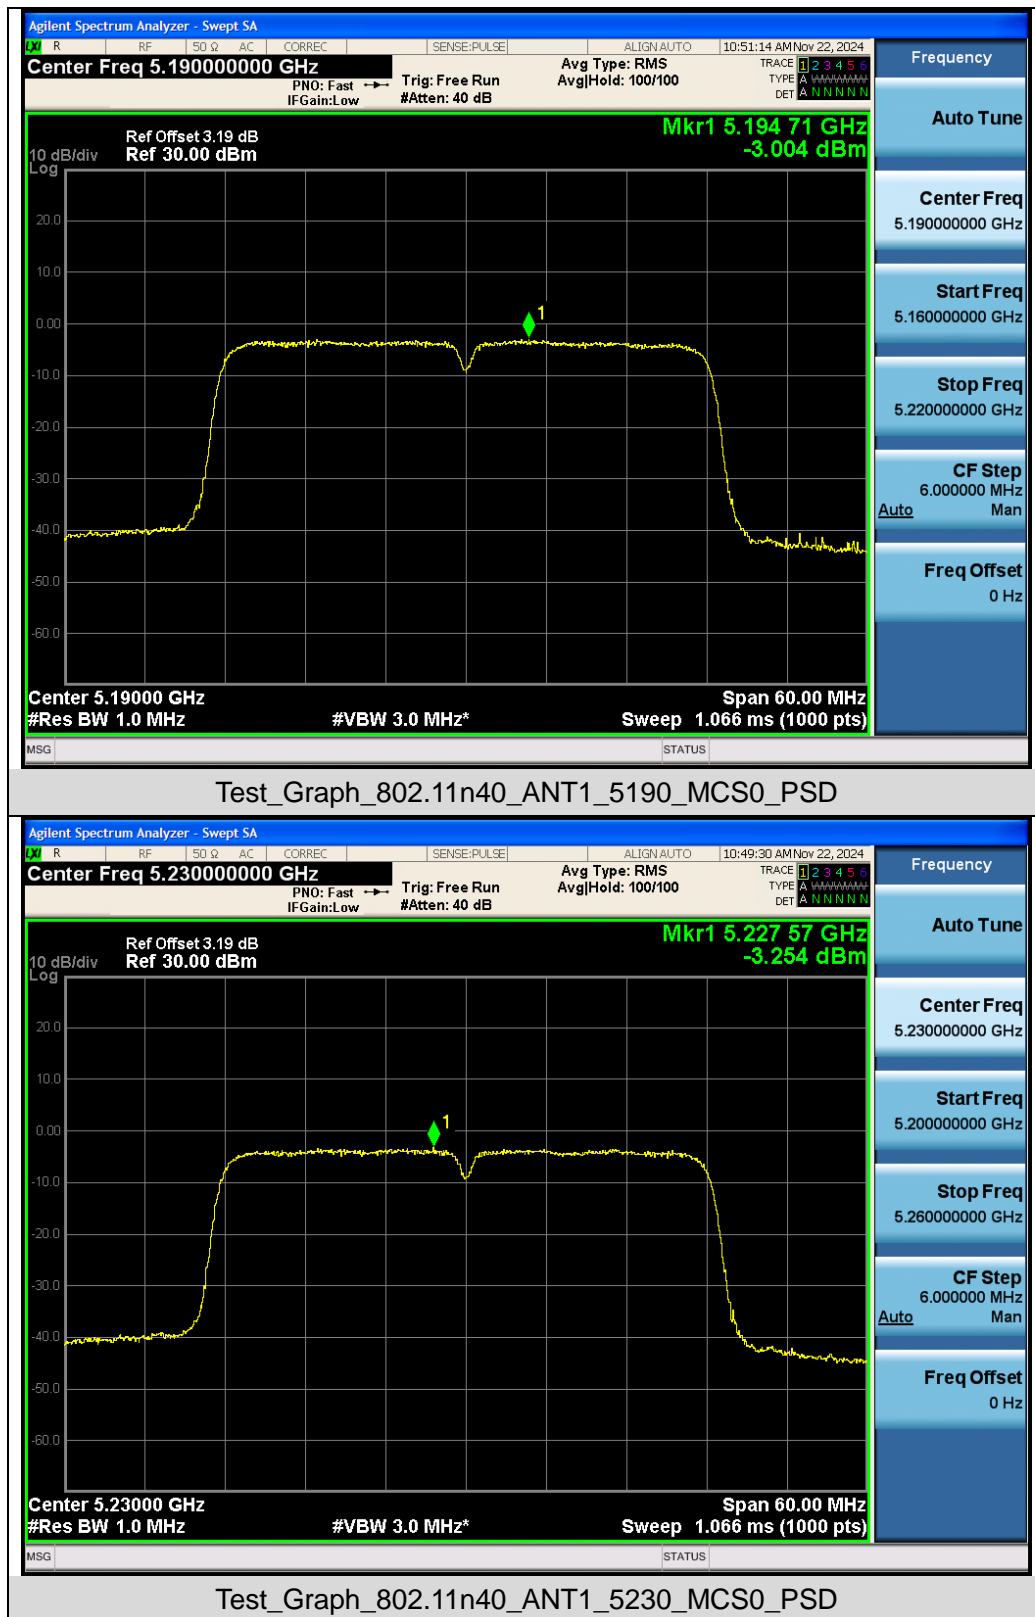 Agilent Spectrum Analyzer - Swept SA
LXI R RF 50 Ω AC CORREC SENSE:PULSE ALIGN AUTO 10:51:14 AM Nov 22, 2024
Center Freq 5.190000000 GHz
PNO: Fast
IFGain:Low
Trig: Free Run
#Atten: 40 dB
Avg Type: RMS
Avg|Hold: 100/100
TRACE 1 2 3 4 5 6
TYPE A WWWWW
DET A N N N N N
Frequency
Auto Tune
Center Freq
5.190000000 GHz
Start Freq
5.160000000 GHz
Stop Freq
5.220000000 GHz
CF Step
6.000000 MHz
Auto Man
Freq Offset
0 Hz
Mkr1 5.194 71 GHz
-3.004 dBm
Ref Offset 3.19 dB
10 dB/div Ref 30.00 dBm
Log
20.0
10.0
0.00
-10.0
-20.0
-30.0
-40.0
-50.0
-60.0
1
Center 5.19000 GHz Span 60.00 MHz
#Res BW 1.0 MHz #VBW 3.0 MHz* Sweep 1.066 ms (1000 pts)
MSG STATUS
Test_Graph_802.11n40_ANT1_5190_MCS0_PSD
Agilent Spectrum Analyzer - Swept SA
LXI R RF 50 Ω AC CORREC SENSE:PULSE ALIGN AUTO 10:49:30 AM Nov 22, 2024
Center Freq 5.230000000 GHz
PNO: Fast
IFGain:Low
Trig: Free Run
#Atten: 40 dB
Avg Type: RMS
Avg|Hold: 100/100
TRACE 1 2 3 4 5 6
TYPE A WWWWW
DET A N N N N N
Frequency
Auto Tune
Center Freq
5.230000000 GHz
Start Freq
5.200000000 GHz
Stop Freq
5.260000000 GHz
CF Step
6.000000 MHz
Auto Man
Freq Offset
0 Hz
Mkr1 5.227 57 GHz
-3.254 dBm
Ref Offset 3.19 dB
10 dB/div Ref 30.00 dBm
Log
20.0
10.0
0.00
-10.0
-20.0
-30.0
-40.0
-50.0
-60.0
1
Center 5.23000 GHz Span 60.00 MHz
#Res BW 1.0 MHz #VBW 3.0 MHz* Sweep 1.066 ms (1000 pts)
MSG STATUS
Test_Graph_802.11n40_ANT1_5230_MCS0_PSD